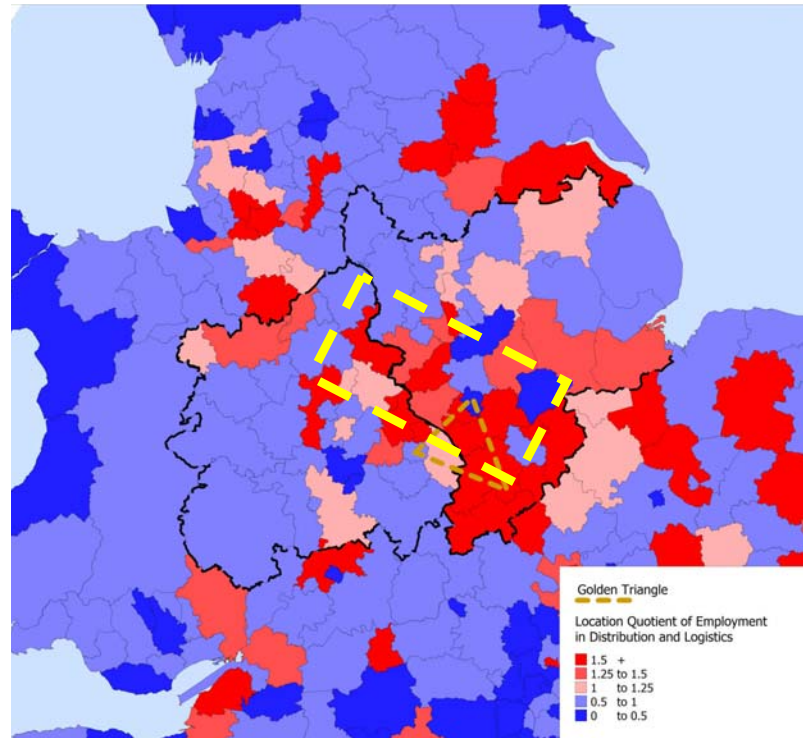 Golden Triangle
Location Quotient of Employment
in Distribution and Logistics
1.5 +
1.25 to 1.5
1 to 1.25
0.5 to 1
0 to 0.5